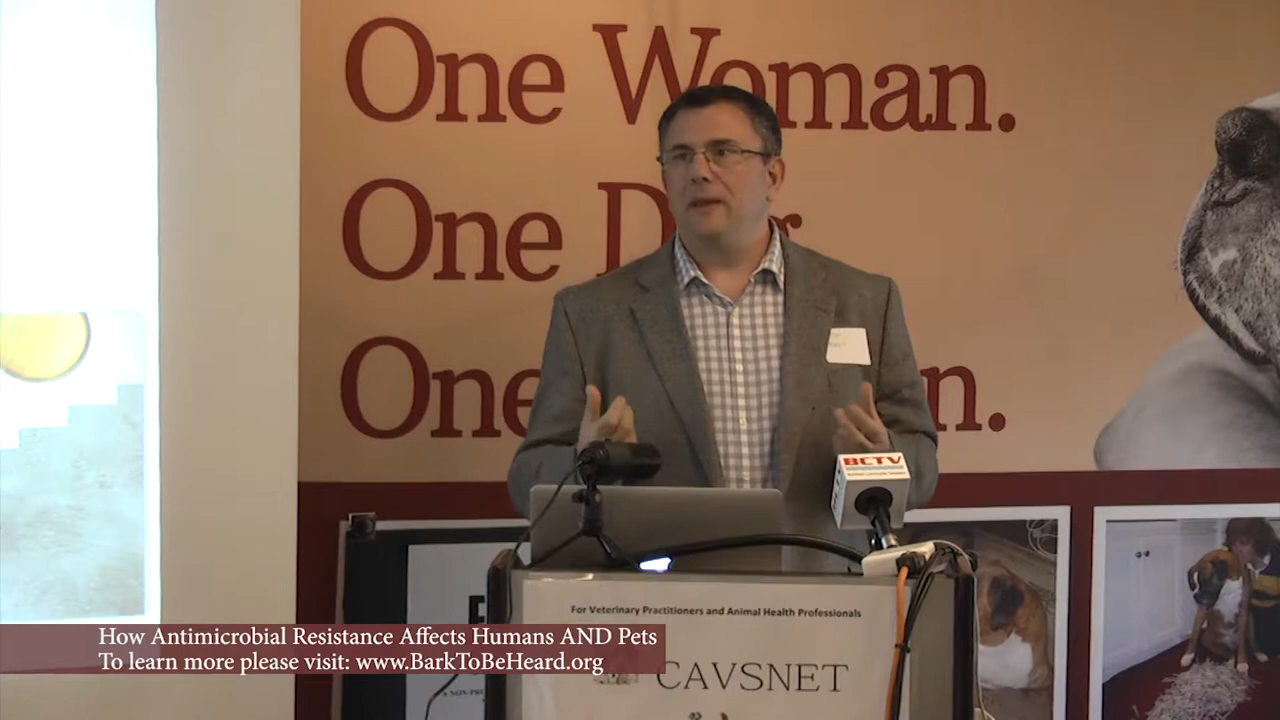 One Woman.
One D
One
n.
BCTV
For Veterinary Practitioners and Animal Health Professionals
How Antimicrobial Resistance Affects Humans AND Pets
To learn more please visit: www.BarkToBeHeard.org
CAVSNET